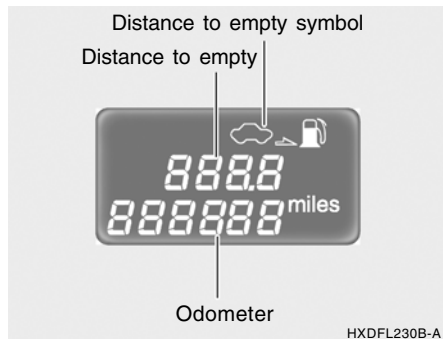 Distance to empty symbol
Distance to empty
888.8
888888 miles
Odometer
HXDFL230B-A